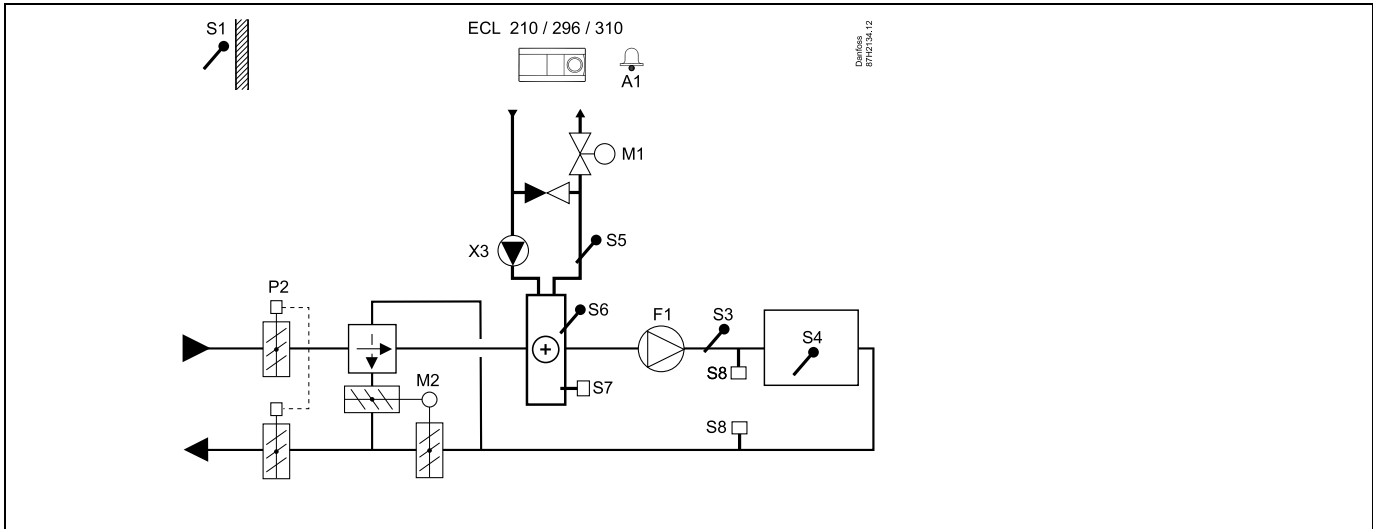 S1
ECL 210 / 296 / 310
A1
Danfoss
87H2134.12
M1
X3
S5
P2
S6
F1
S3
S4
S8
M2
S7
S8